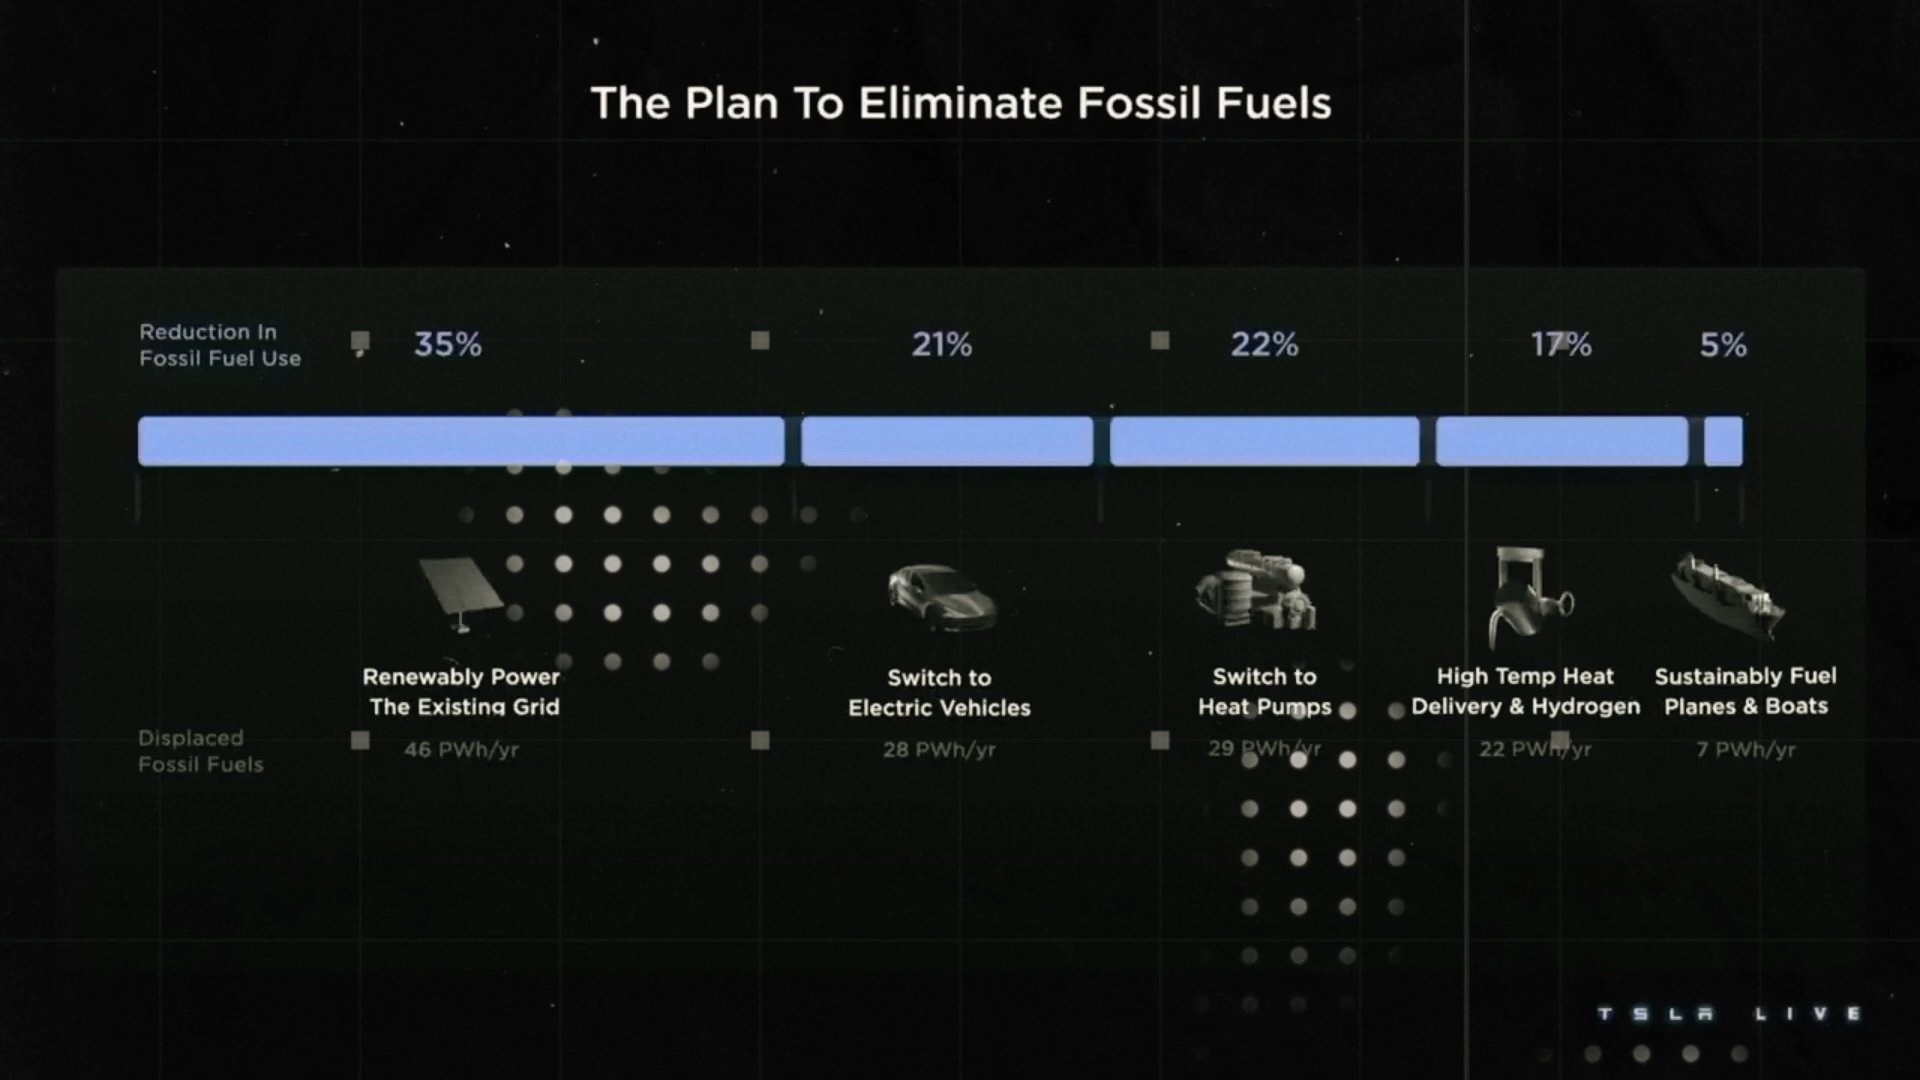 The Plan To Eliminate Fossil Fuels
Reduction In
Fossil Fuel Use
35%
21%
22%
17%
5%
Renewably Power
The Existing Grid
Switch to
Electric Vehicles
Switch to
Heat Pumps
High Temp Heat
Delivery & Hydrogen
Sustainably Fuel
Planes & Boats
Displaced
Fossil Fuels
46 PWh/yr
28 PWh/yr
29 PWh/yr
22 PWh/yr
7 PWh/yr
TSLA LIVE